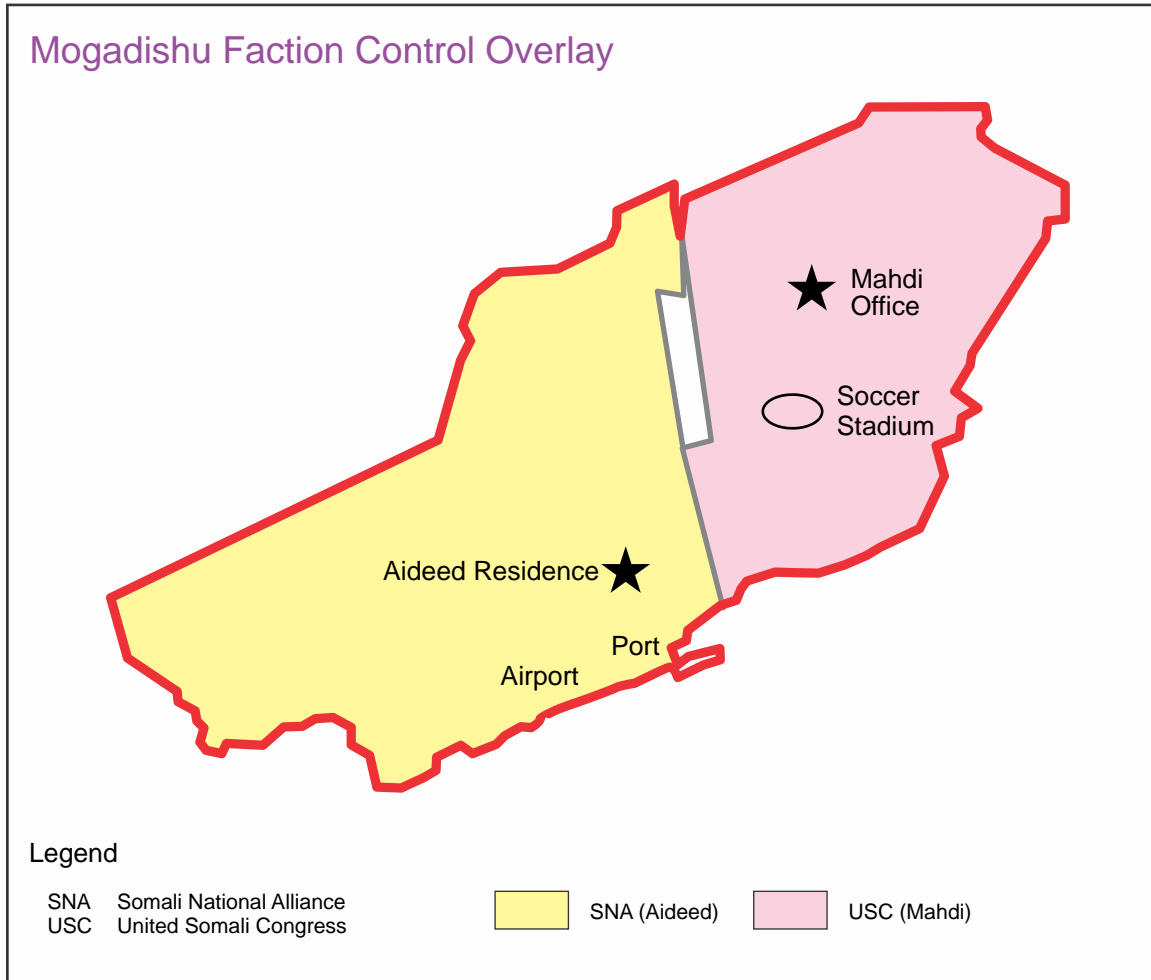 Mogadishu Faction Control Overlay
Mahdi
Office
Soccer
Stadium
Aideed Residence
Port
Airport
Legend
SNA Somali National Alliance
USC United Somali Congress
SNA (Aideed)
USC (Mahdi)